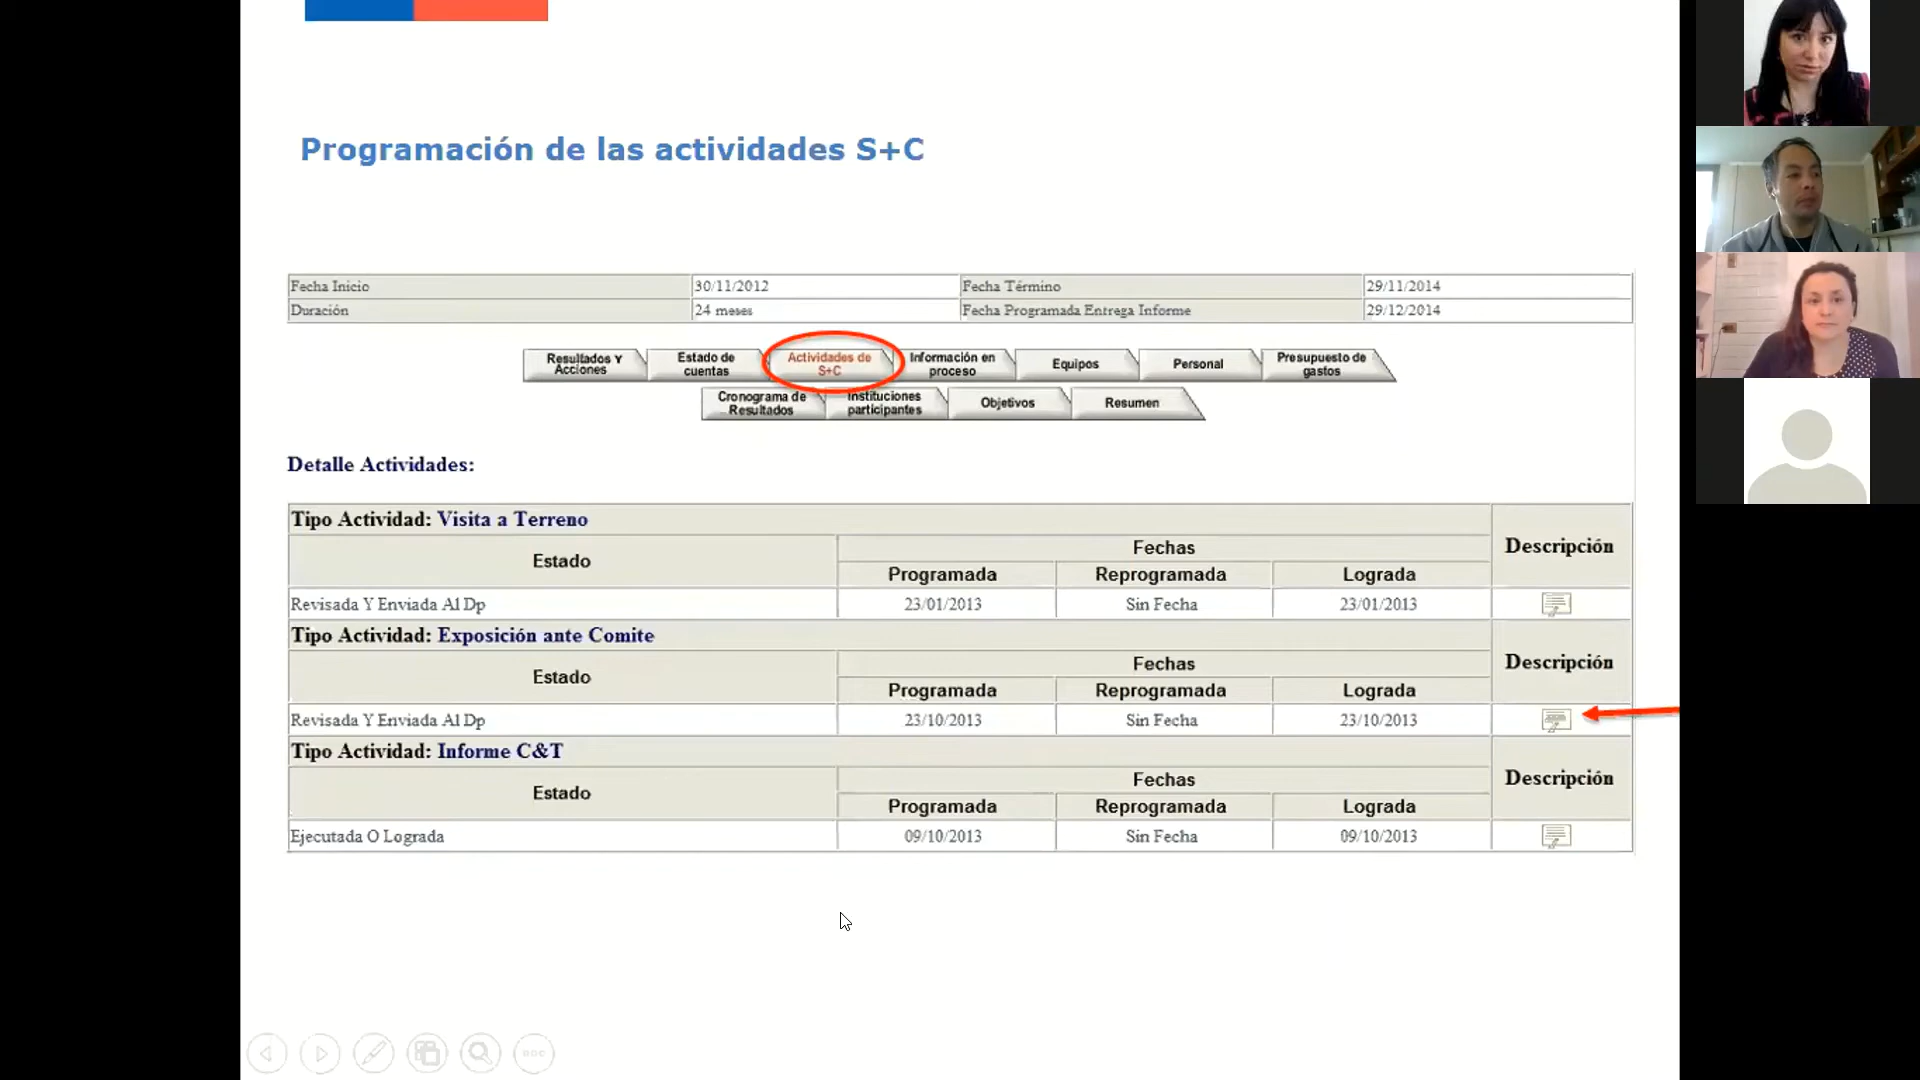 Programación de las actividades S+C
Fecha Inicio 30/11/2012 Fecha Término 29/11/2014
Duración 24 meses Fecha Programada Entrega Informe 29/12/2014
Resultados Y Acciones Estado de cuentas Actividades de S+C Información en proceso Equipos Personal Presupuesto de gastos
Cronograma de Resultados Instituciones participantes Objetivos Resumen
Detalle Actividades:
Tipo Actividad: Visita a Terreno
Estado Fechas Descripción
Programada Reprogramada Lograda
Revisada Y Enviada Al Dp 23/01/2013 Sin Fecha 23/01/2013
Tipo Actividad: Exposición ante Comite
Estado Fechas Descripción
Programada Reprogramada Lograda
Revisada Y Enviada Al Dp 23/10/2013 Sin Fecha 23/10/2013
Tipo Actividad: Informe C&T
Estado Fechas Descripción
Programada Reprogramada Lograda
Ejecutada O Lograda 09/10/2013 Sin Fecha 09/10/2013